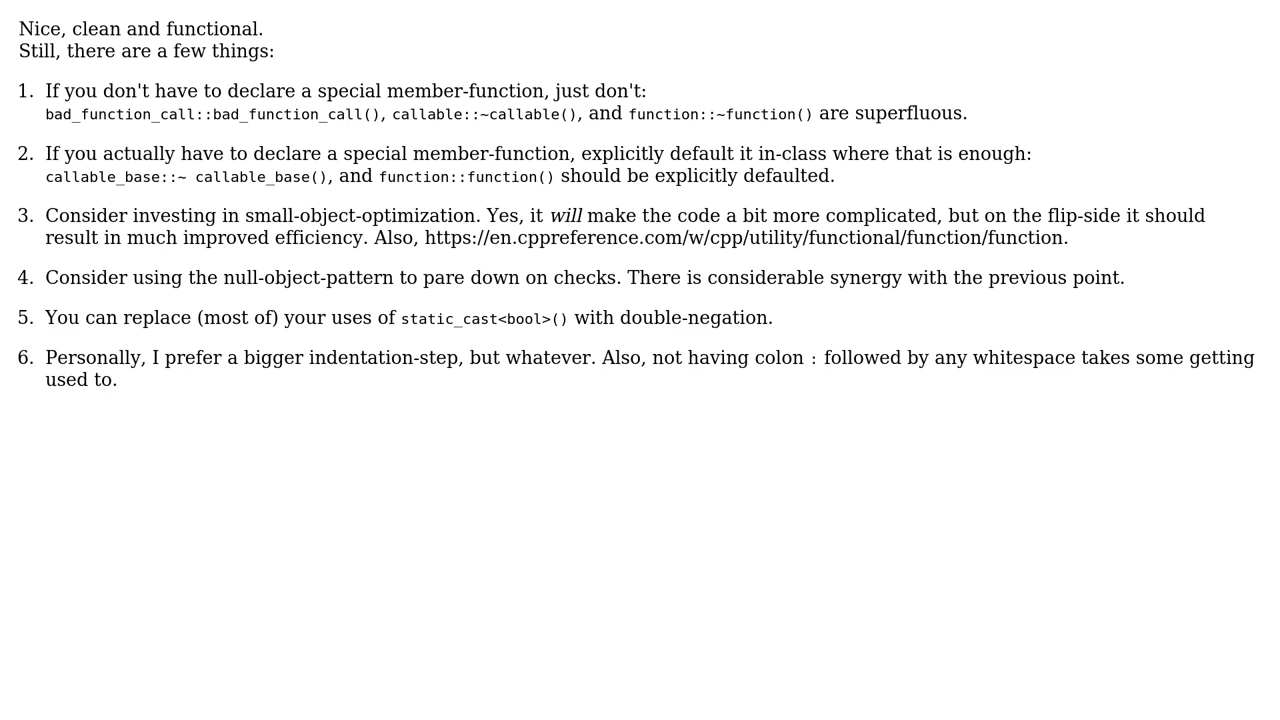 Nice, clean and functional.
Still, there are a few things:
1. If you don't have to declare a special member-function, just don't:
bad_function_call::bad_function_call(), callable::~callable(), and function::~function() are superfluous.
2. If you actually have to declare a special member-function, explicitly default it in-class where that is enough:
callable_base::~ callable_base(), and function::function() should be explicitly defaulted.
3. Consider investing in small-object-optimization. Yes, it will make the code a bit more complicated, but on the flip-side it should
result in much improved efficiency. Also, https://en.cppreference.com/w/cpp/utility/functional/function/function.
4. Consider using the null-object-pattern to pare down on checks. There is considerable synergy with the previous point.
5. You can replace (most of) your uses of static_cast<bool>() with double-negation.
6. Personally, I prefer a bigger indentation-step, but whatever. Also, not having colon : followed by any whitespace takes some getting
used to.